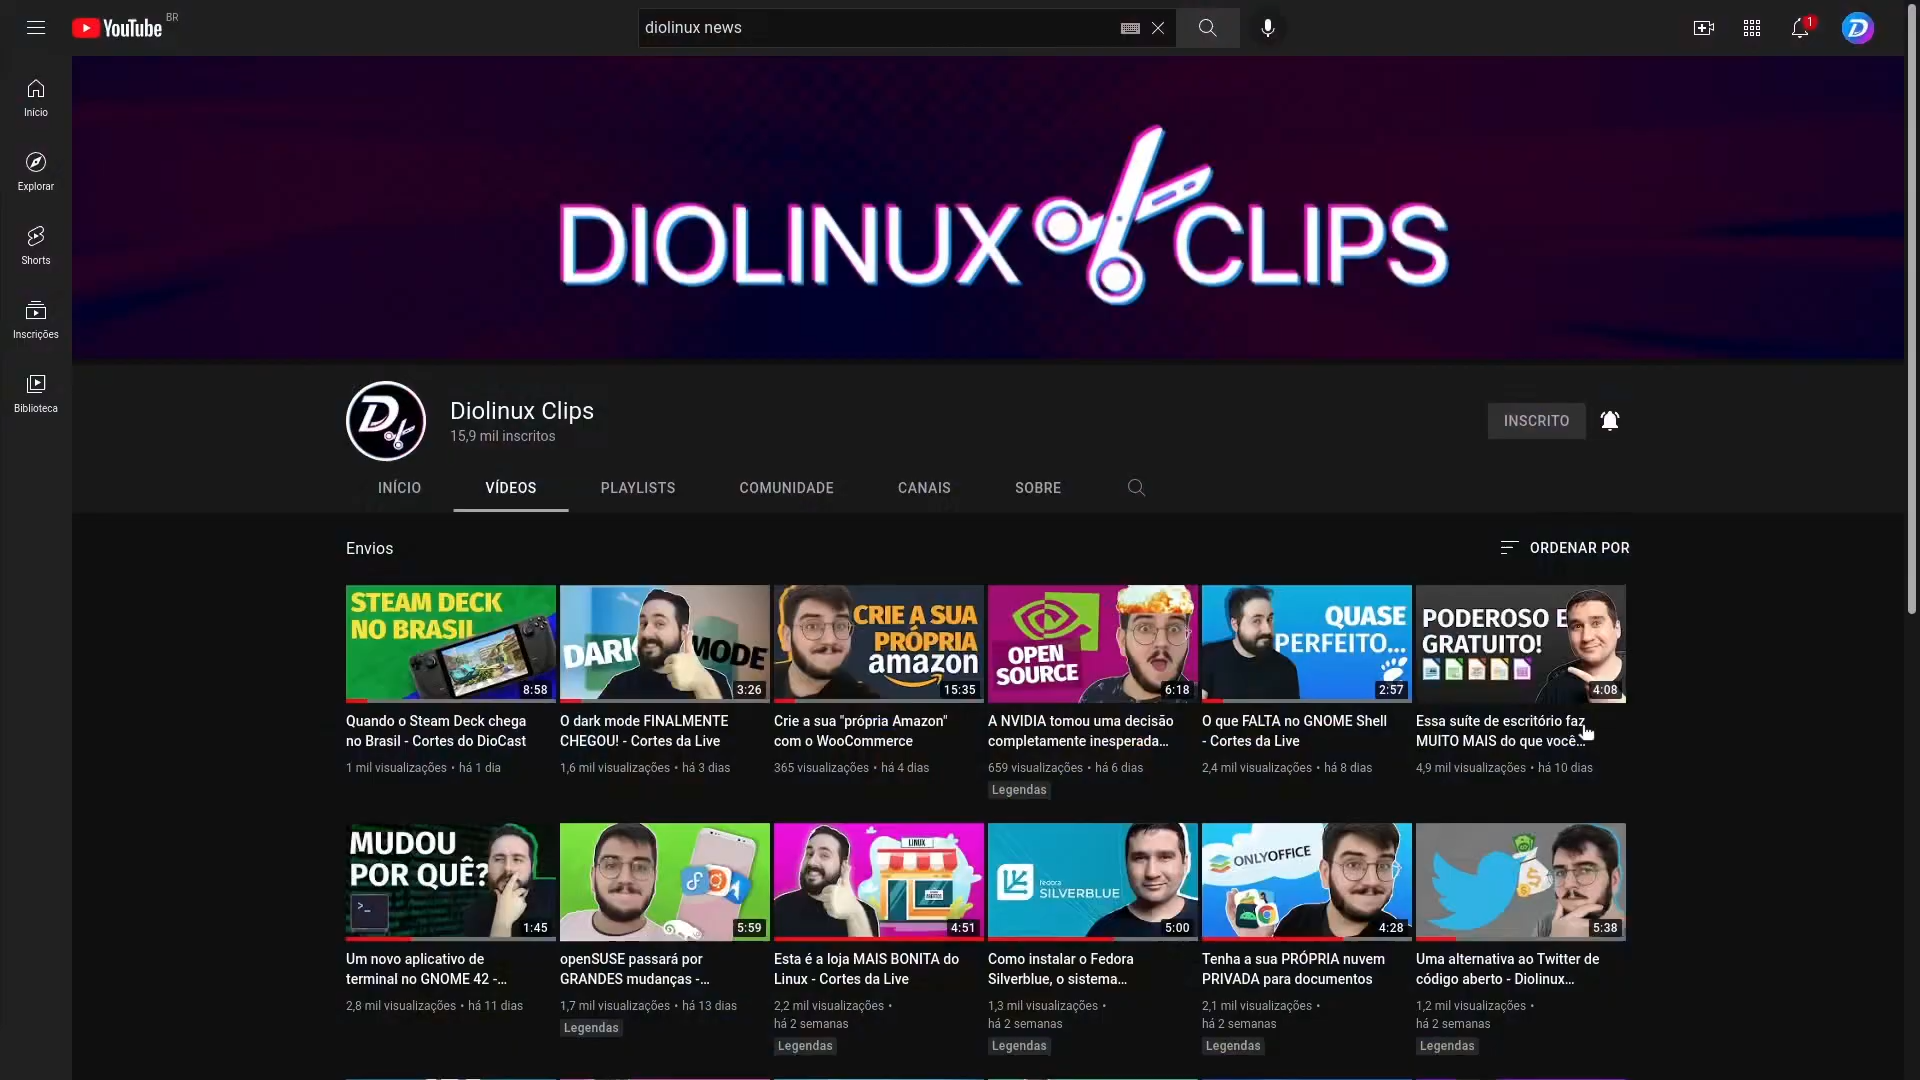 YouTube BR
diolinux news
1
Início
Explorar
Shorts
Inscrições
Biblioteca
DIOLINUX CLIPS
Diolinux Clips
15,9 mil inscritos
INSCRITO
INÍCIO
VÍDEOS
PLAYLISTS
COMUNIDADE
CANAIS
SOBRE
Envios
ORDENAR POR
STEAM DECK
NO BRASIL
8:58
Quando o Steam Deck chega
no Brasil - Cortes do DioCast
1 mil visualizações • há 1 dia
DARK MODE
3:26
O dark mode FINALMENTE
CHEGOU! - Cortes da Live
1,6 mil visualizações • há 3 dias
CRIE A SUA
PRÓPRIA
amazon
15:35
Crie a sua "própria Amazon"
com o WooCommerce
365 visualizações • há 4 dias
OPEN
SOURCE
6:18
A NVIDIA tomou uma decisão
completamente inesperada...
659 visualizações • há 6 dias
Legendas
QUASE
PERFEITO...
2:57
O que FALTA no GNOME Shell
- Cortes da Live
2,4 mil visualizações • há 8 dias
PODEROSO E
GRATUITO!
4:08
Essa suíte de escritório faz
MUITO MAIS do que você...
4,9 mil visualizações • há 10 dias
MUDOU
POR QUÊ?
>_
1:45
Um novo aplicativo de
terminal no GNOME 42 -...
2,8 mil visualizações • há 11 dias
5:59
openSUSE passará por
GRANDES mudanças -...
1,7 mil visualizações • há 13 dias
Legendas
LINUX
4:51
Esta é a loja MAIS BONITA do
Linux - Cortes da Live
2,2 mil visualizações •
há 2 semanas
Legendas
fedora
SILVERBLUE
5:00
Como instalar o Fedora
Silverblue, o sistema...
1,3 mil visualizações •
há 2 semanas
Legendas
ONLYOFFICE
4:28
Tenha a sua PRÓPRIA nuvem
PRIVADA para documentos
2,1 mil visualizações •
há 2 semanas
Legendas
5:38
Uma alternativa ao Twitter de
código aberto - Diolinux...
1,2 mil visualizações •
há 2 semanas
Legendas